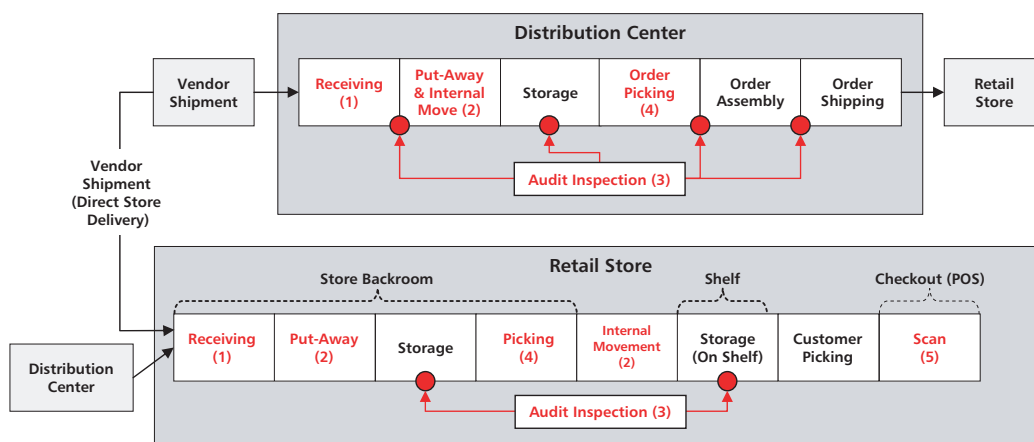 Distribution Center
Vendor
Shipment
Receiving
(1)
Put-Away
& Internal
Move (2)
Storage
Order
Picking
(4)
Order
Assembly
Order
Shipping
Retail
Store
Audit Inspection (3)
Vendor
Shipment
(Direct Store
Delivery)
Retail Store
Store Backroom
Shelf
Checkout (POS)
Receiving
(1)
Put-Away
(2)
Storage
Picking
(4)
Internal
Movement
(2)
Storage
(On Shelf)
Customer
Picking
Scan
(5)
Distribution
Center
Audit Inspection (3)